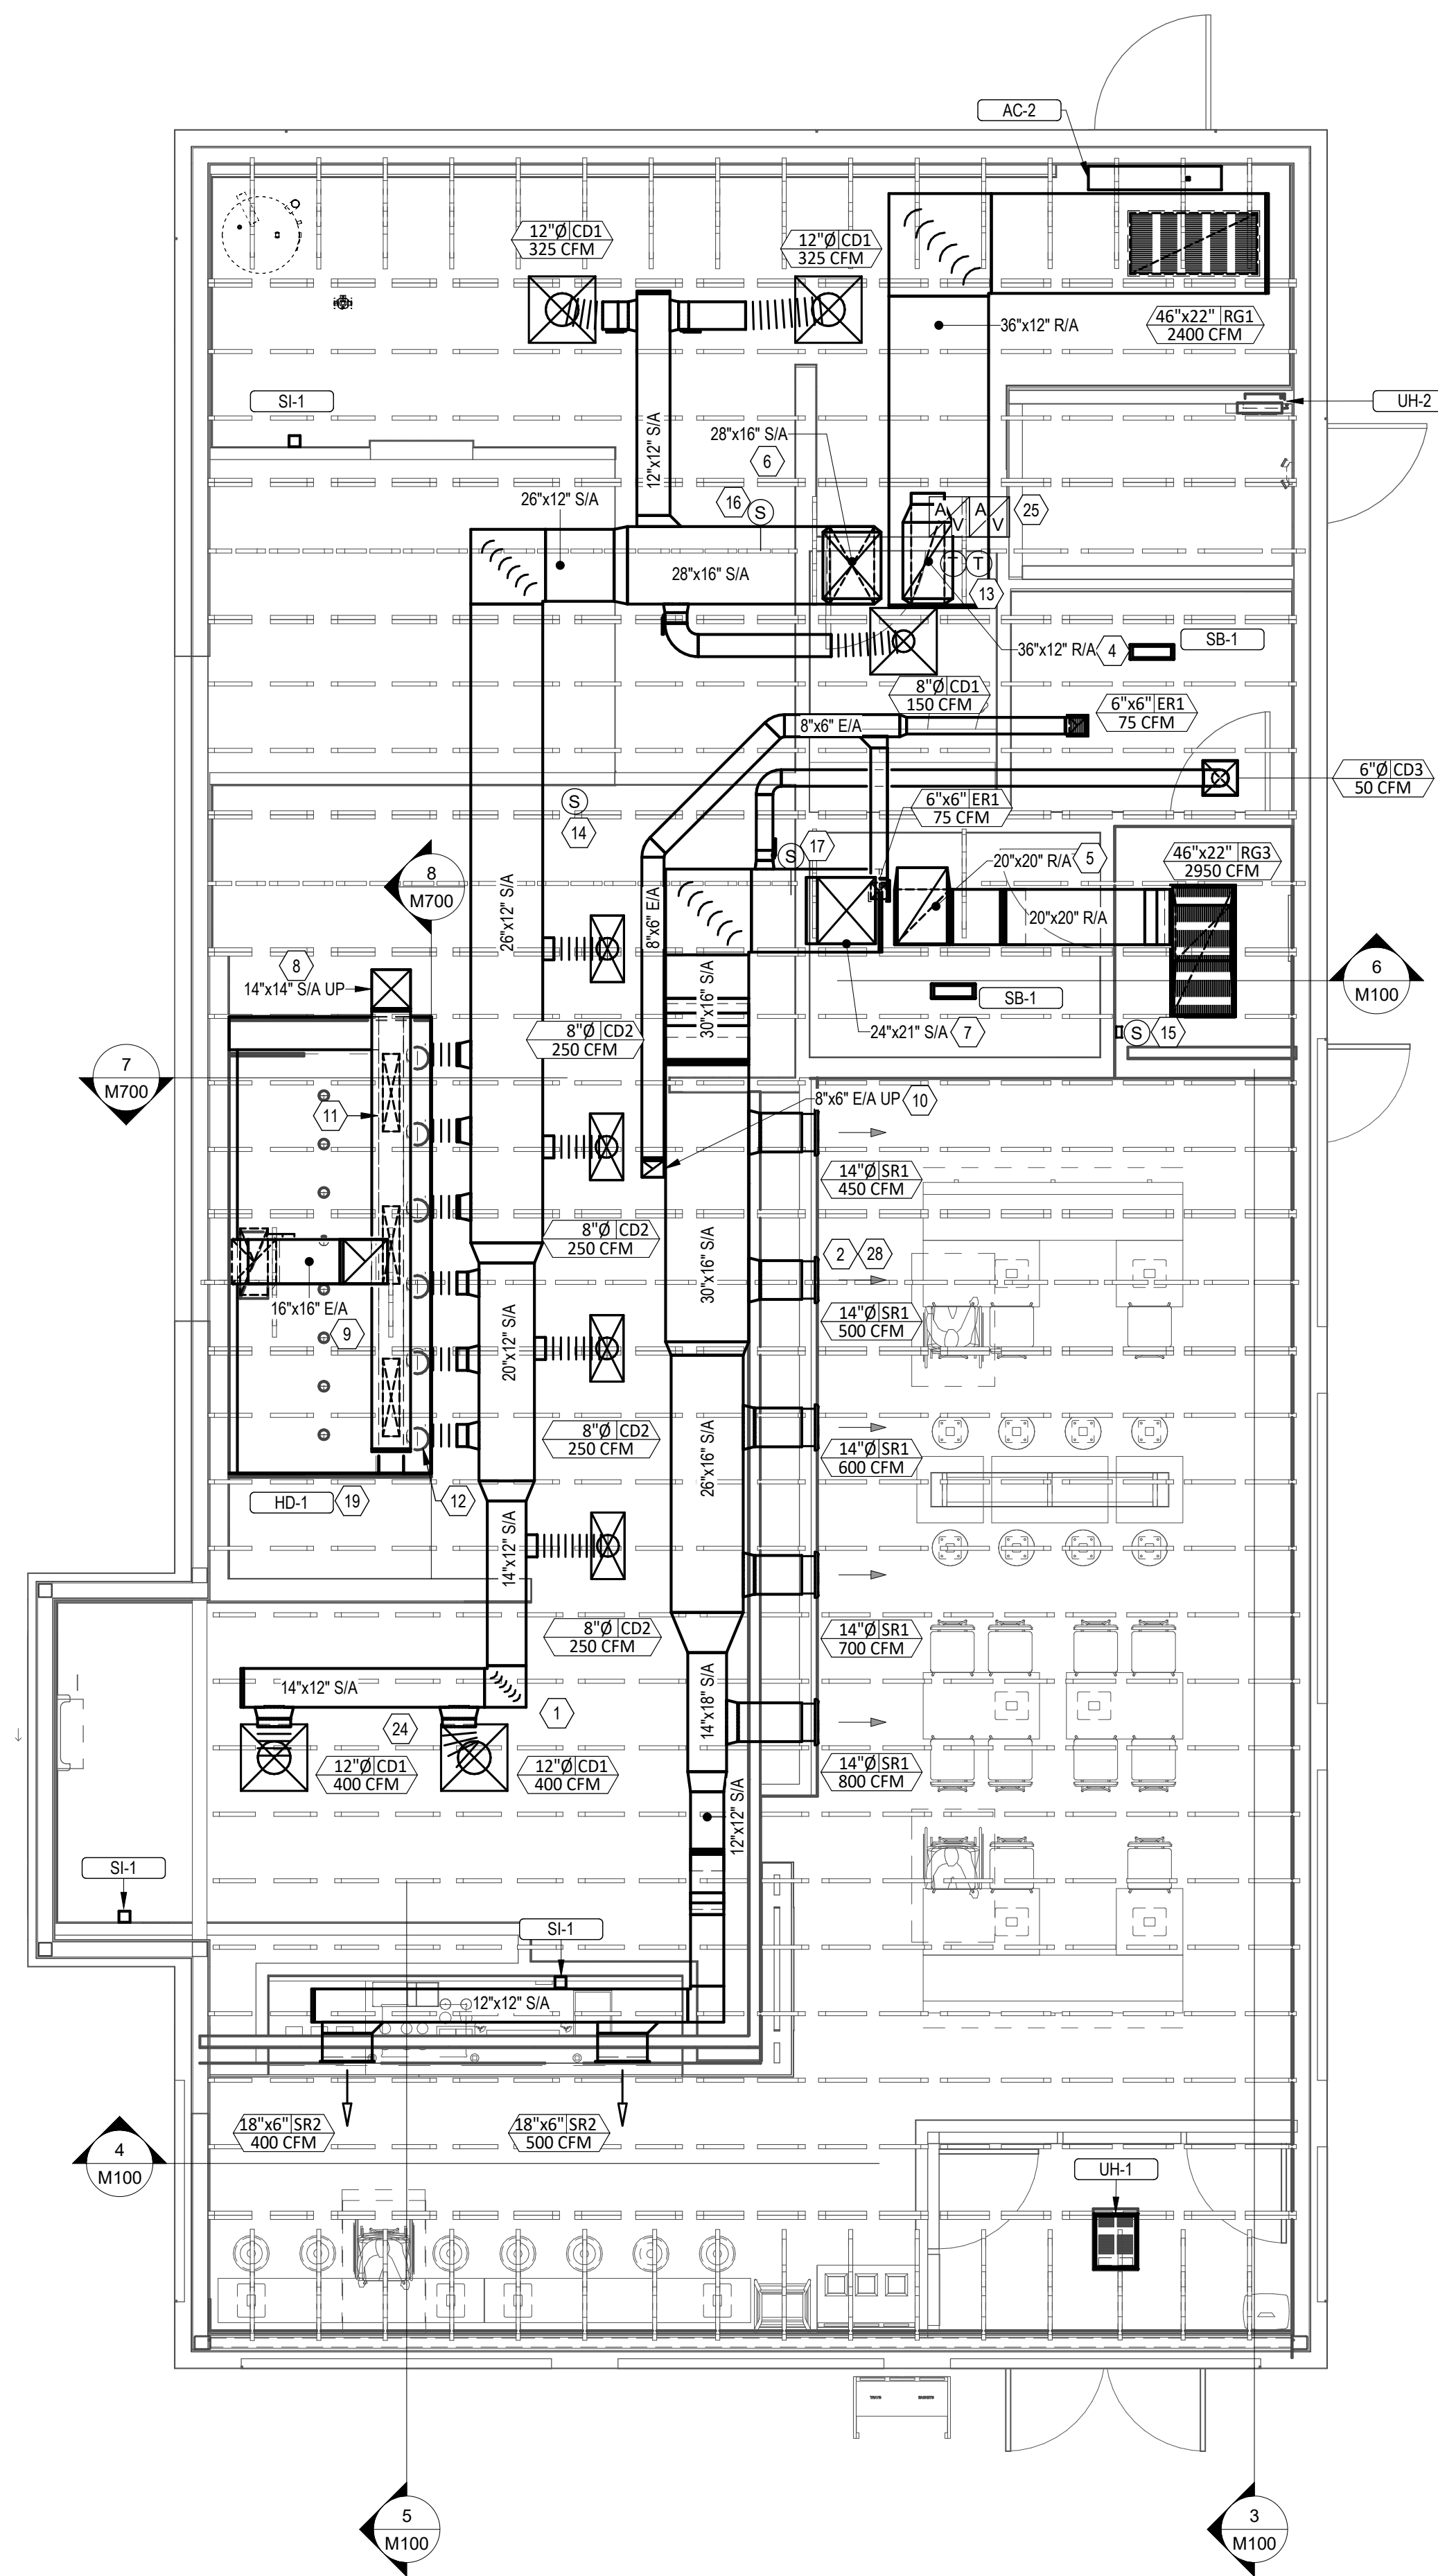 AC-2
12"Ø CD1
325 CFM
12"Ø CD1
325 CFM
36"x12" R/A
46"x22" RG1
2400 CFM
SI-1
UH-2
12"x12" S/A
28"x16" S/A
6
26"x12" S/A
16
S
A
V
A
V
25
28"x16" S/A
T
T
13
36"x12" R/A
4
SB-1
8"Ø CD1
150 CFM
6"x6" ER1
75 CFM
8"x6" E/A
6"Ø CD3
50 CFM
6"x6" ER1
75 CFM
S
14
S
17
20"x20" R/A
5
46"x22" RG3
2950 CFM
8
M700
26"x12" S/A
8"x6" E/A
20"x20" R/A
8
14"x14" S/A UP
30"x16" S/A
6
M100
SB-1
24"x21" S/A
7
S
15
8"Ø CD2
250 CFM
7
M700
11
8"x6" E/A UP
10
14"Ø SR1
450 CFM
8"Ø CD2
250 CFM
2
28
30"x16" S/A
16"x16" E/A
9
14"Ø SR1
500 CFM
20"x12" S/A
8"Ø CD2
250 CFM
14"Ø SR1
600 CFM
26"x16" S/A
HD-1
19
12
14"x12" S/A
8"Ø CD2
250 CFM
14"Ø SR1
700 CFM
14"x12" S/A
14"x18" S/A
1
24
12"Ø CD1
400 CFM
12"Ø CD1
400 CFM
14"Ø SR1
800 CFM
12"x12" S/A
SI-1
SI-1
12"x12" S/A
18"x6" SR2
400 CFM
18"x6" SR2
500 CFM
4
M100
UH-1
5
M100
3
M100